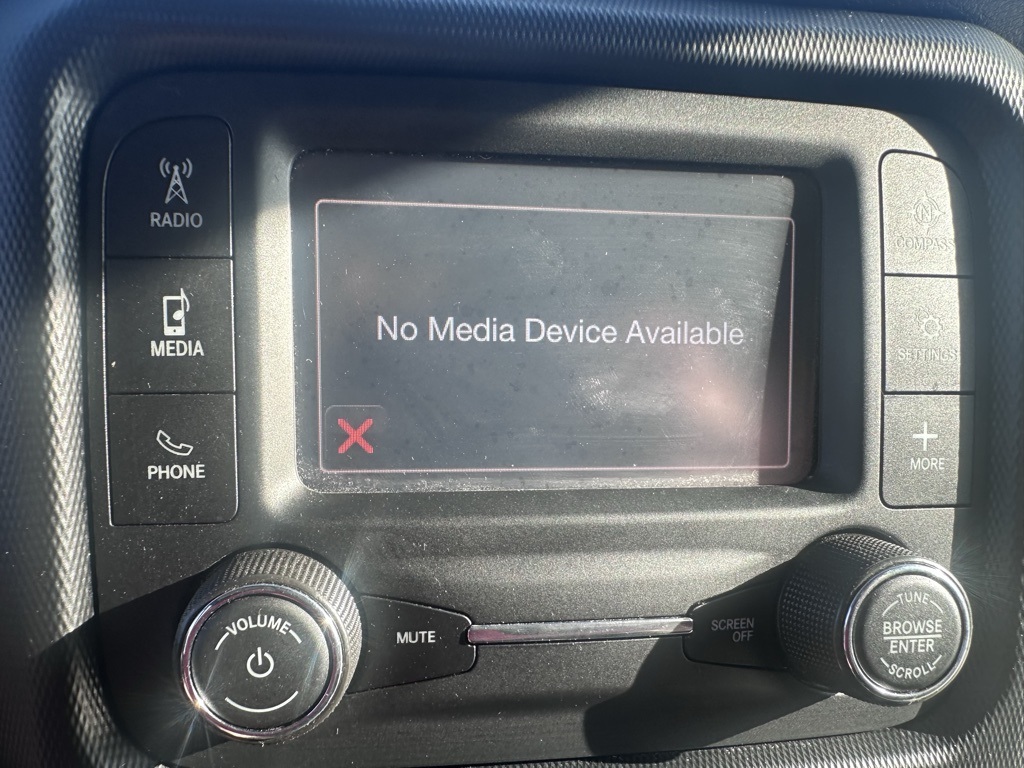 RADIO
MEDIA
PHONE
No Media Device Available
N
COMPASS
SETTINGS
MORE
VOLUME
MUTE
SCREEN
OFF
TUNE
BROWSE
ENTER
SCROLL